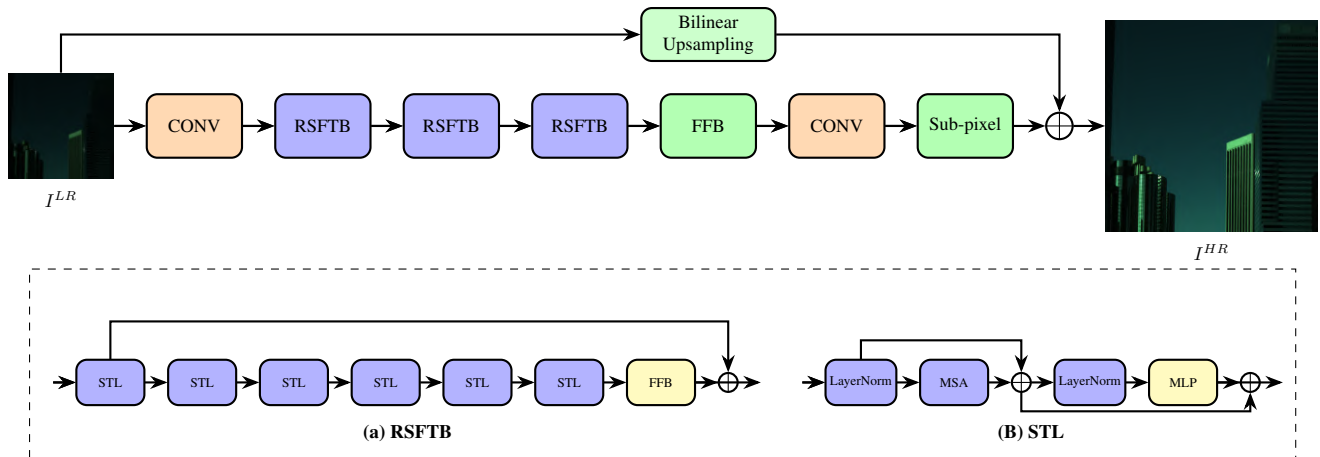 Bilinear
Upsampling
CONV RSFTB RSFTB RSFTB FFB CONV Sub-pixel
I^{LR}
I^{HR}
STL STL STL STL STL STL FFB
LayerNorm MSA LayerNorm MLP
(a) RSFTB
(B) STL